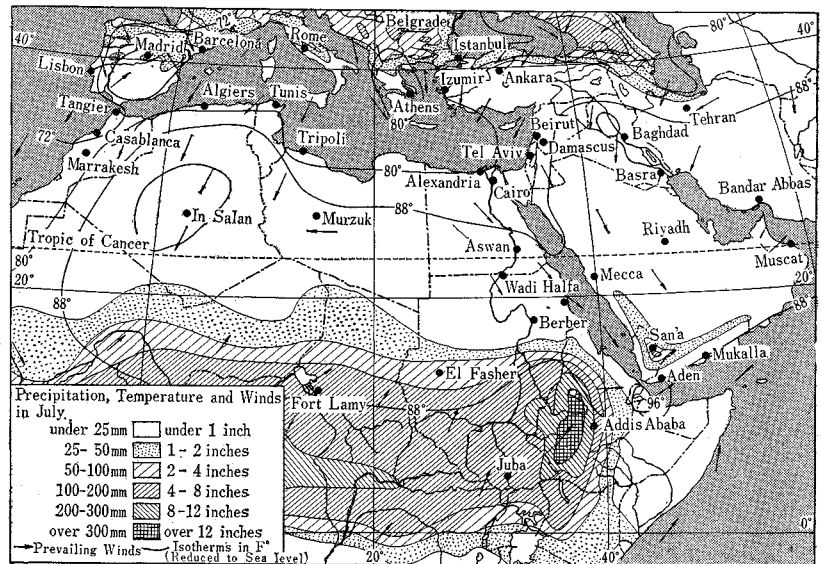 72°
Belgrade
80°
40°
40°
Madrid
Barcelona
Rome
Istanbul
Lisbon
Izumir
Ankara
88°
Algiers
Tunis
Athens
Tehran
Tangier
80°
Beirut
Baghdad
72°
Casablanca
Tripoli
Damascus
Marrakesh
Tel Aviv
80°
Basra
Alexandria
Cairo
Bandar Abbas
88°
In Salan
Murzuk
Riyadh
Tropic of Cancer
Aswan
Muscat
80°
20°
Wadi Halfa
Mecca
20°
88°
88°
Berber
San'a
Mukalla
El Fasher
Aden
Precipitation, Temperature and Winds
in July
Fort Lamy
88°
96°
under 25mm under 1 inch
Addis Ababa
25-50mm 1-2 inches
50-100mm 2-4 inches
100-200mm 4-8 inches
Juba
200-300mm 8-12 inches
over 300mm over 12 inches
0°
Prevailing Winds Isotherms in F°
(Reduced to Sea level)
20°
40°